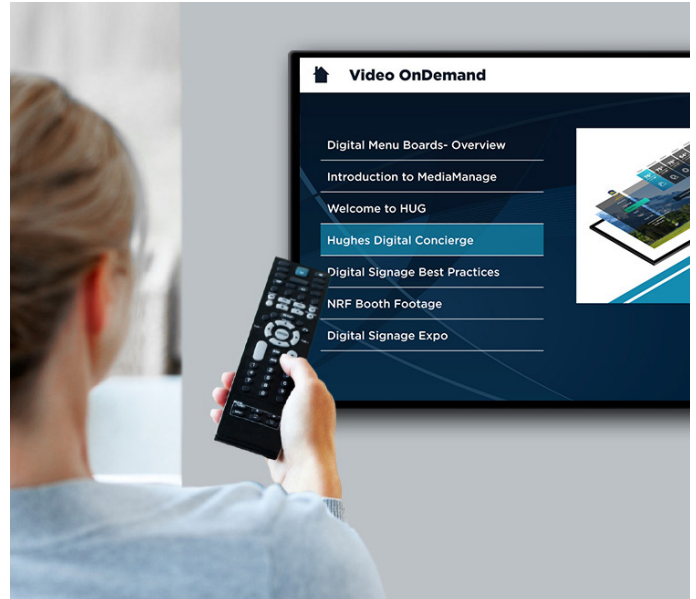 Video OnDemand
Digital Menu Boards- Overview
Introduction to MediaManage
Welcome to HUG
Hughes Digital Concierge
Digital Signage Best Practices
NRF Booth Footage
Digital Signage Expo